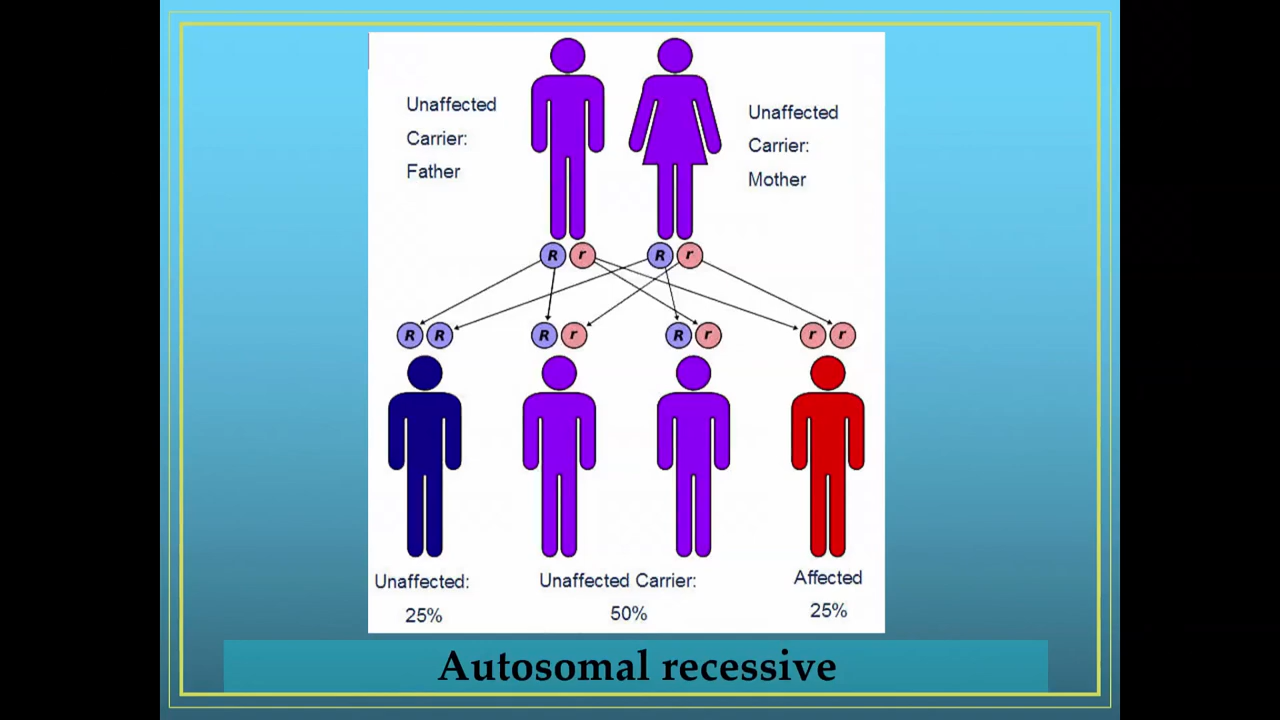 Unaffected
Carrier:
Father
Unaffected
Carrier:
Mother
R r R r
R R R r R r r r
Unaffected:
25%
Unaffected Carrier:
50%
Affected
25%
Autosomal recessive